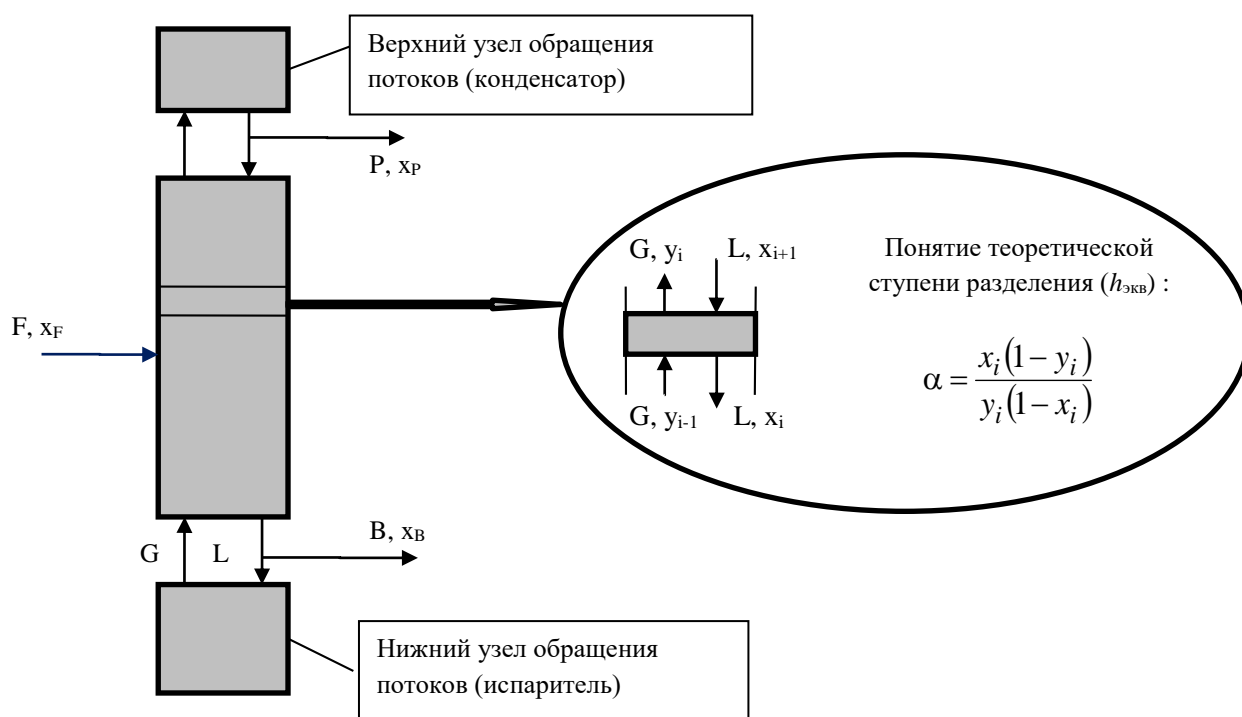 Верхний узел обращения
потоков (конденсатор)
P, xP
F, xF
G, yi
L, xi+1
G, yi-1
L, xi
Понятие теоретической
ступени разделения (hэкв) :
α = xi(1 − yi) / yi(1 − xi)
G
L
B, xB
Нижний узел обращения
потоков (испаритель)